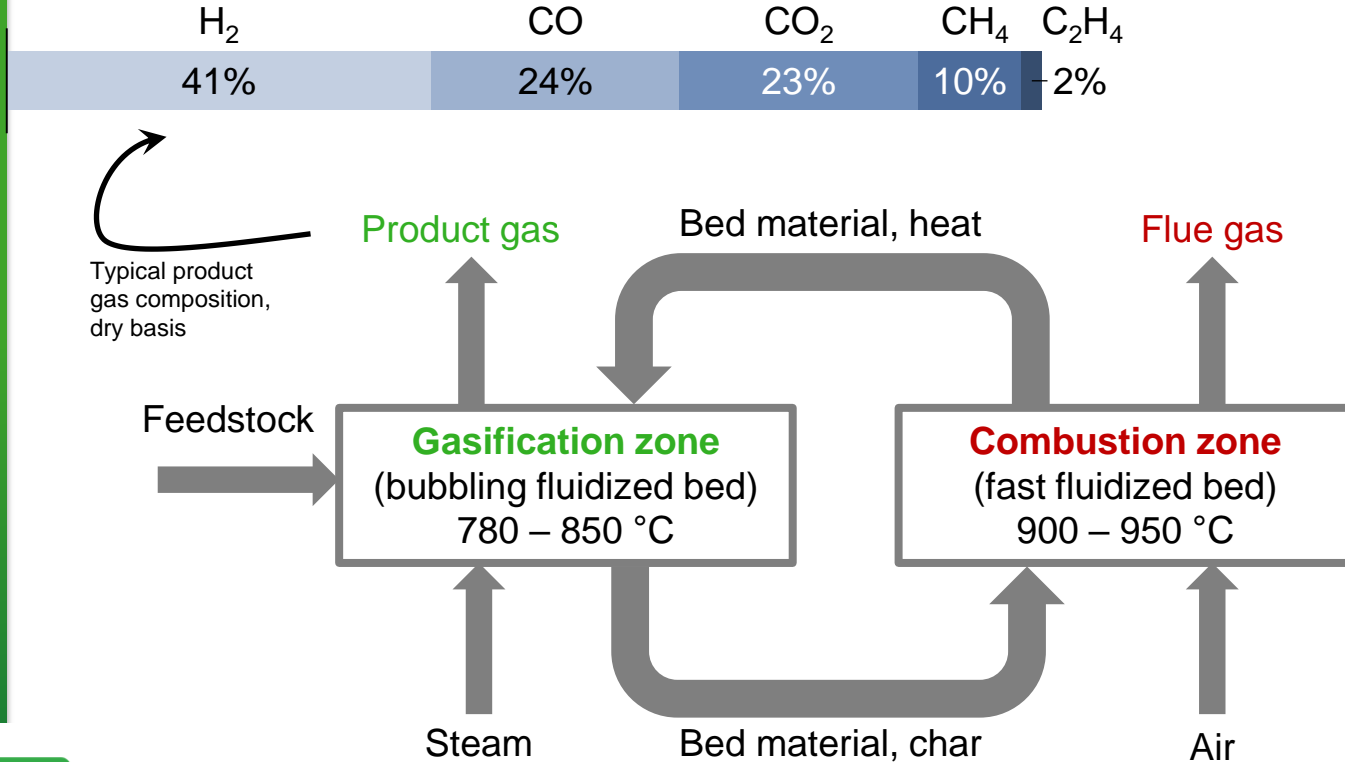 H₂ CO CO₂ CH₄ C₂H₄
41% 24% 23% 10% 2%
Product gas
Bed material, heat
Flue gas
Typical product
gas composition,
dry basis
Feedstock
Gasification zone
(bubbling fluidized bed)
780 – 850 °C
Combustion zone
(fast fluidized bed)
900 – 950 °C
Steam
Bed material, char
Air